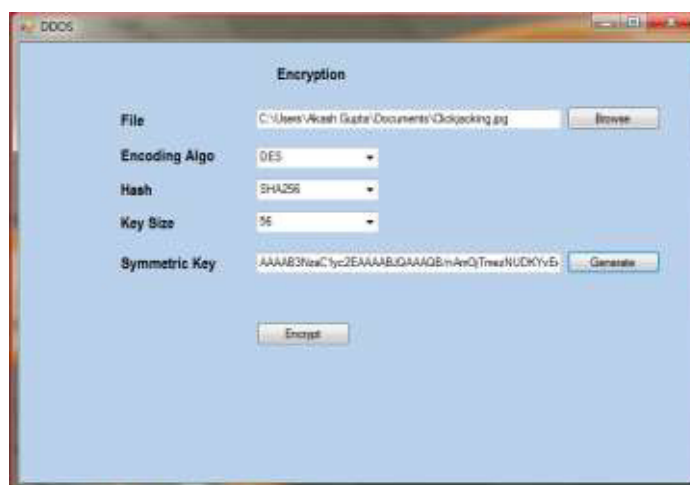 DDOS
Encryption
File C:\Users\Akash Gupta\Documents\Clickjacking.jpg Browse
Encoding Algo DES
Hash SHA256
Key Size 56
Symmetric Key Generate
Encrypt